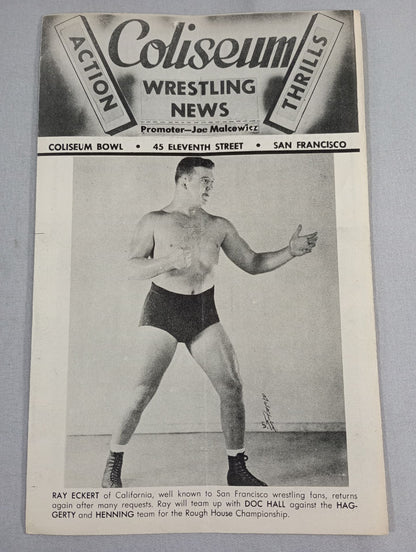 ACTION
Coliseum
THRILLS
WRESTLING
NEWS
Promoter—Joe Malcewicz
COLISEUM BOWL • 45 ELEVENTH STREET • SAN FRANCISCO
RAY ECKERT of California, well known to San Francisco wrestling fans, returns
again after many requests. Ray will team up with DOC HALL against the HAG-
GERTY and HENNING team for the Rough House Championship.